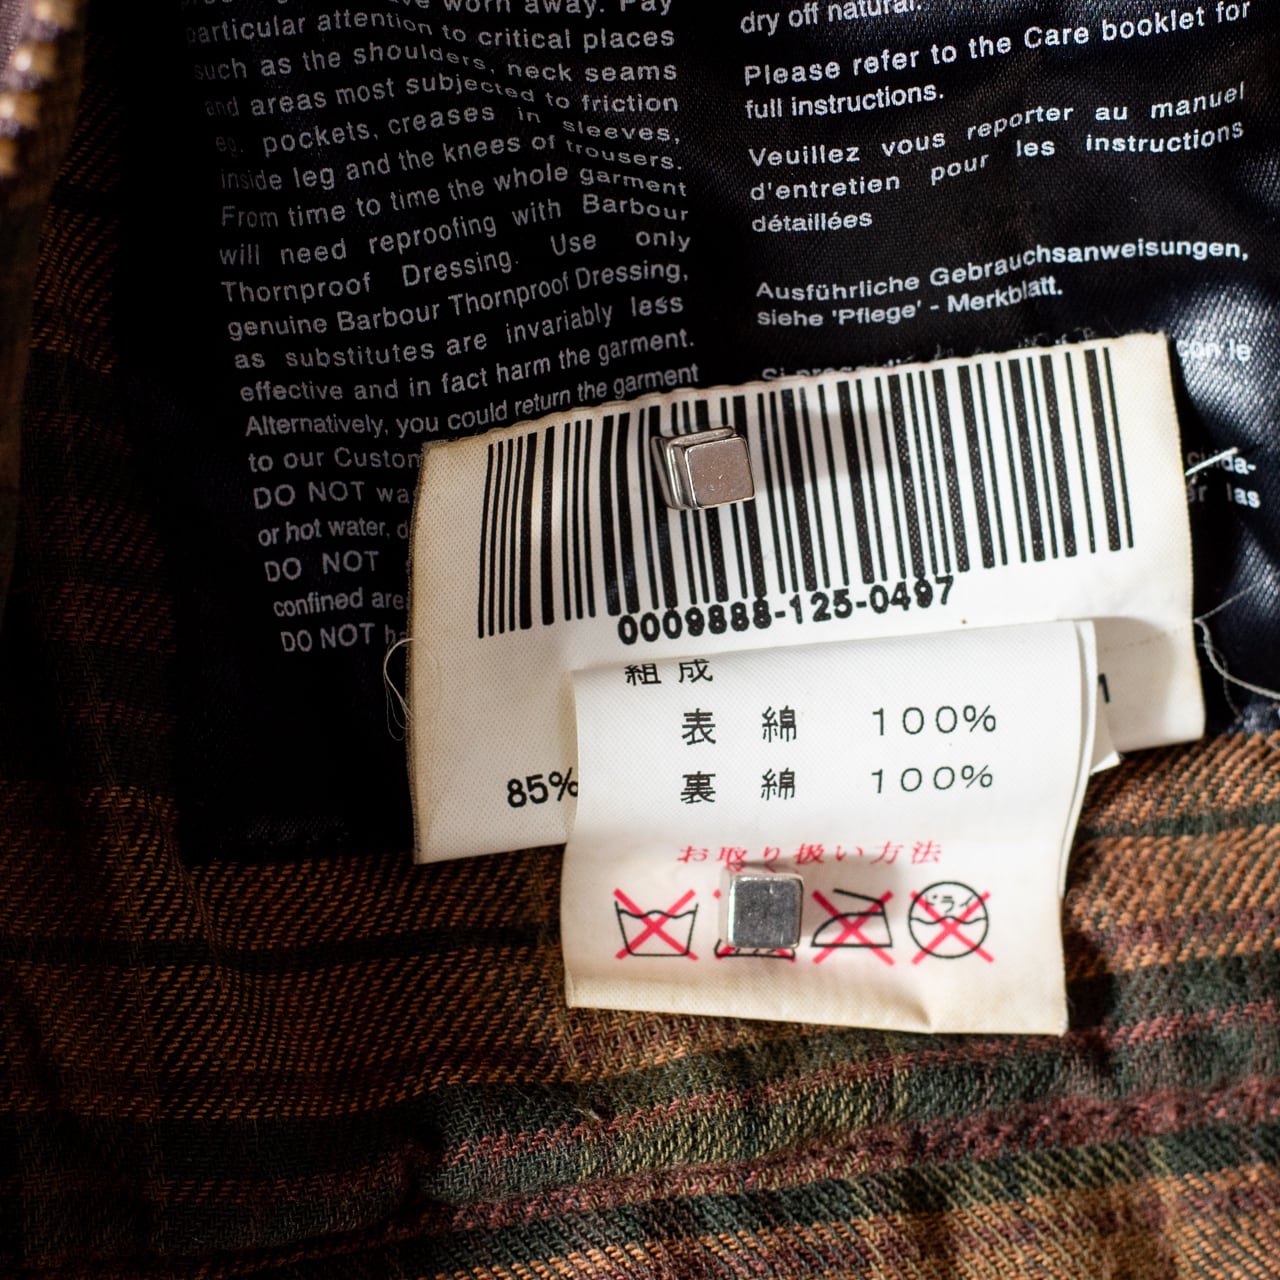 worn away. Pay
particular attention to critical places
such as the shoulders, neck seams
and areas most subjected to friction
eg. pockets, creases in sleeves,
inside leg and the knees of trousers.
From time to time the whole garment
will need reproofing with Barbour
Thornproof Dressing. Use only
genuine Barbour Thornproof Dressing,
as substitutes are invariably less
effective and in fact harm the garment.
Alternatively, you could return the garment
to our Custom
DO NOT wa
or hot water, d
DO NOT
confined are
DO NOT ha
dry off natural.
Please refer to the Care booklet for
full instructions.
Veuillez vous reporter au manuel
d'entretien pour les instructions
détaillées
Ausführliche Gebrauchsanweisungen,
siehe 'Pflege' - Merkblatt.
con le
cuida-
las
0009888-125-0497
85%
組成
表 綿 100%
裏 綿 100%
お取り扱い方法
ドライ